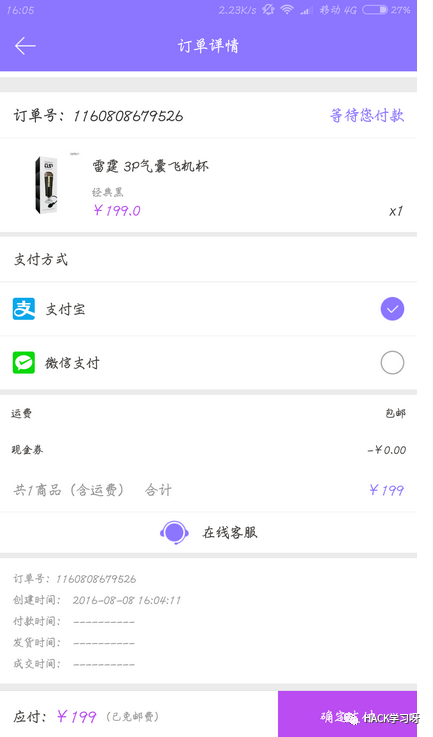 16:05 2.23K/s 移动 4G 27%
订单详情
订单号：1160808679526 等待您付款
雷霆 3P气囊飞机杯
经典黑
￥199.0 x1
支付方式
支 支付宝
微信支付
运费 包邮
现金券 -￥0.00
共1商品（含运费） 合计 ￥199
在线客服
订单号：1160808679526
创建时间： 2016-08-08 16:04:11
付款时间： ----------
发货时间： ----------
成交时间： ----------
应付：￥199（已免邮费） 确定支付
HACK学习呀